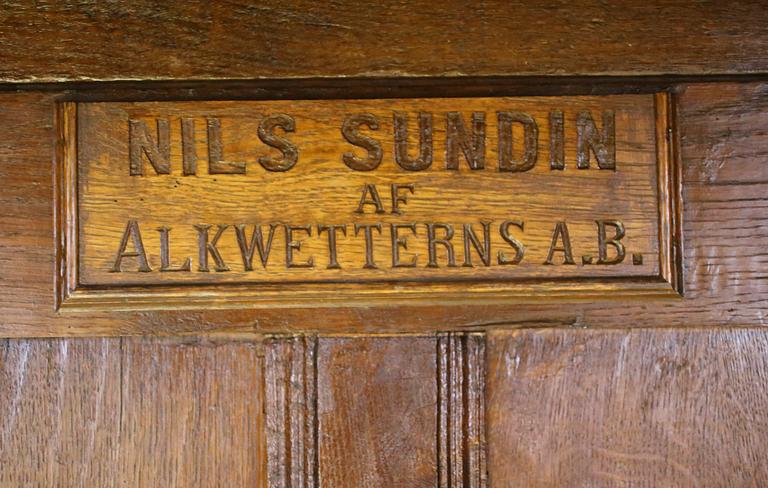 NILS SUNDIN
AF
ALKWETTERNS A.B.